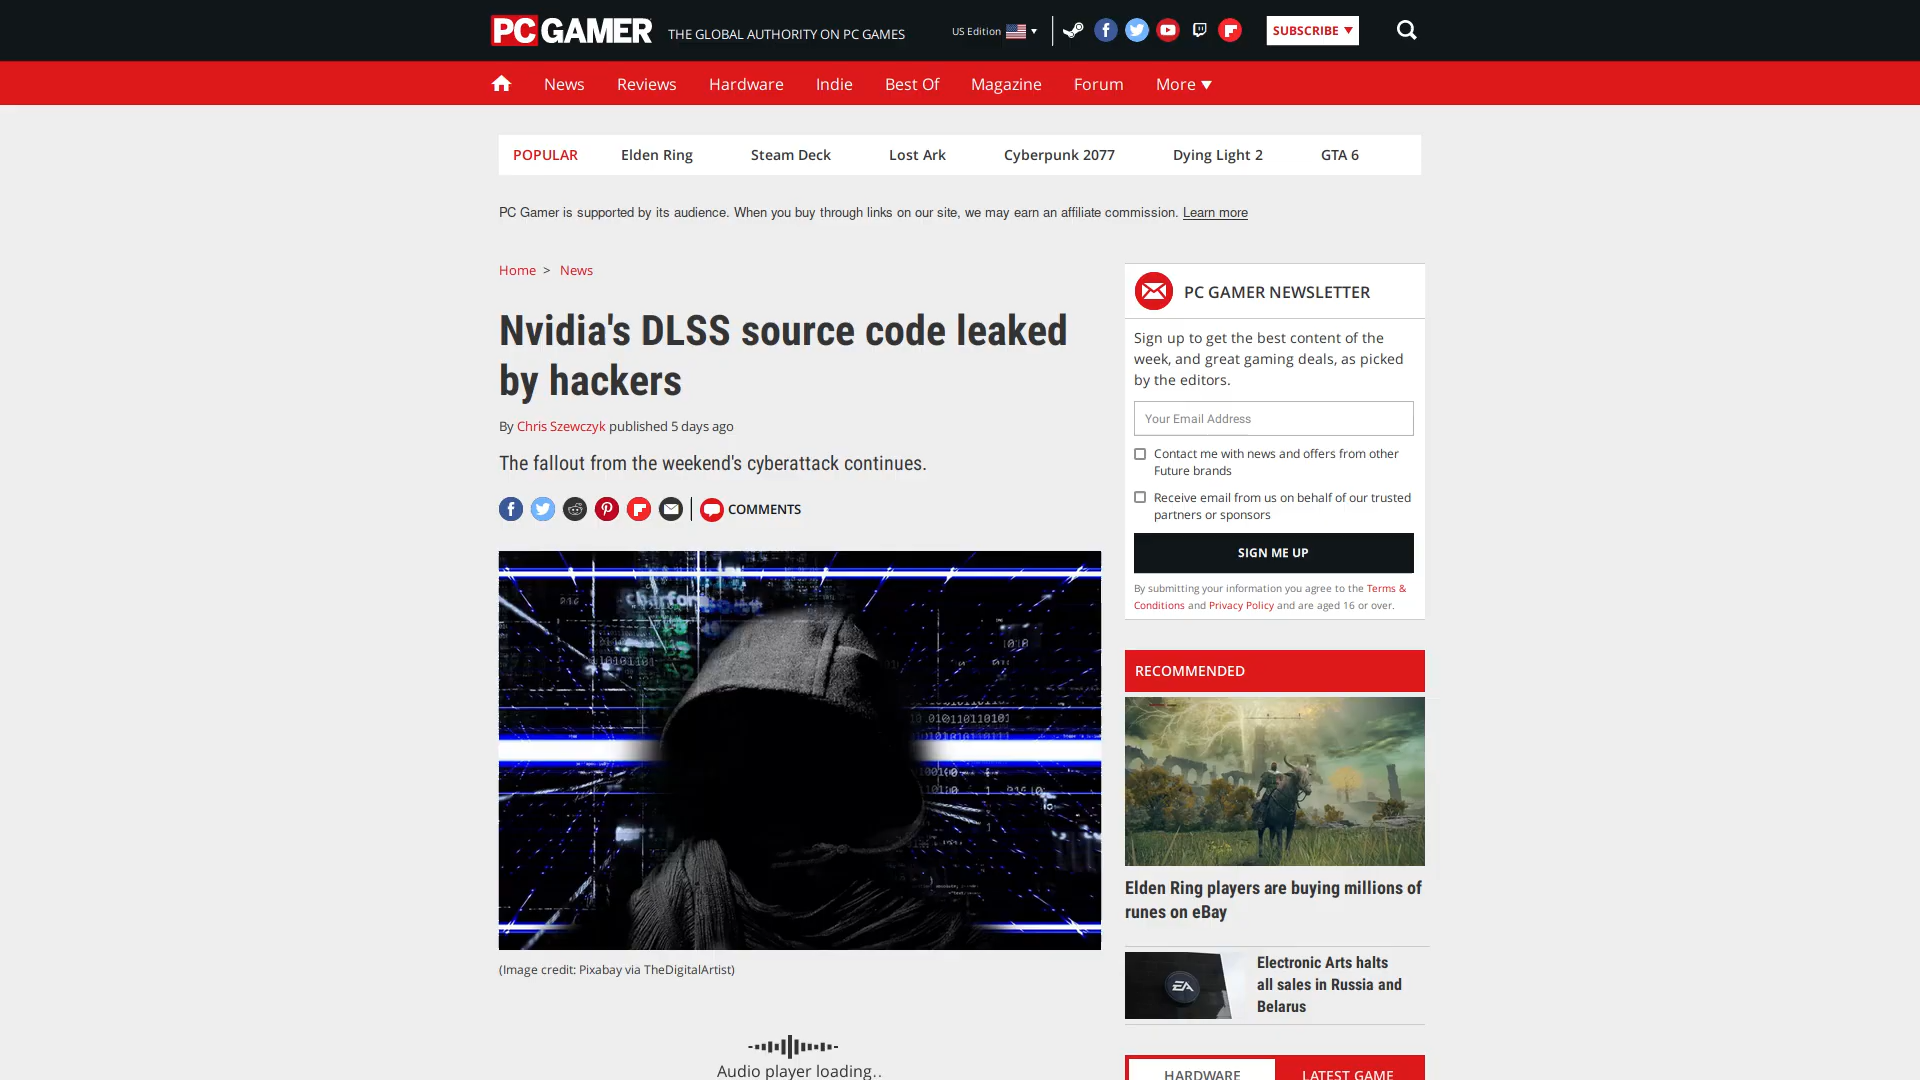 PC GAMER THE GLOBAL AUTHORITY ON PC GAMES US Edition SUBSCRIBE
News Reviews Hardware Indie Best Of Magazine Forum More
POPULAR Elden Ring Steam Deck Lost Ark Cyberpunk 2077 Dying Light 2 GTA 6
PC Gamer is supported by its audience. When you buy through links on our site, we may earn an affiliate commission. Learn more
Home > News
Nvidia's DLSS source code leaked
by hackers
By Chris Szewczyk published 5 days ago
The fallout from the weekend's cyberattack continues.
COMMENTS
(Image credit: Pixabay via TheDigitalArtist)
Audio player loading..
PC GAMER NEWSLETTER
Sign up to get the best content of the
week, and great gaming deals, as picked
by the editors.
Your Email Address
Contact me with news and offers from other
Future brands
Receive email from us on behalf of our trusted
partners or sponsors
SIGN ME UP
By submitting your information you agree to the Terms &
Conditions and Privacy Policy and are aged 16 or over.
RECOMMENDED
Elden Ring players are buying millions of
runes on eBay
EA
Electronic Arts halts
all sales in Russia and
Belarus
HARDWARE LATEST GAME